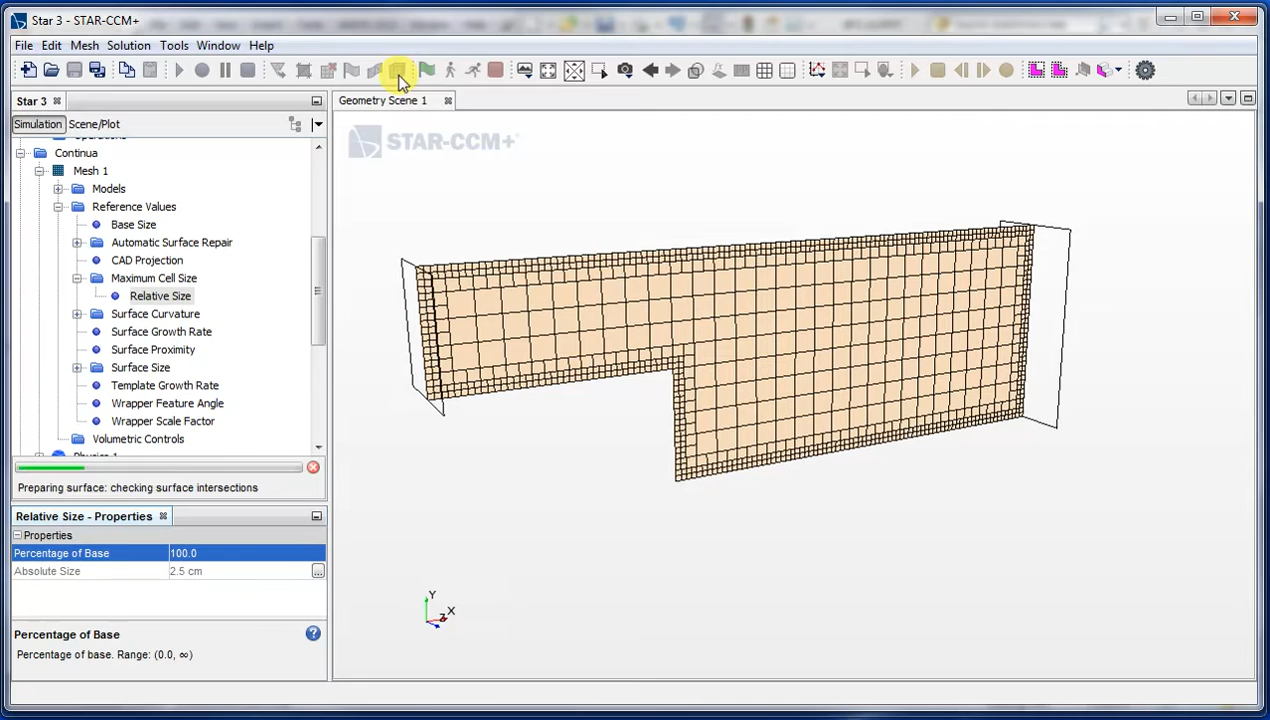 Star 3 - STAR-CCM+
File Edit Mesh Solution Tools Window Help
Star 3
Geometry Scene 1
Simulation Scene/Plot
STAR-CCM+
Continua
Mesh 1
Models
Reference Values
Base Size
Automatic Surface Repair
CAD Projection
Maximum Cell Size
Relative Size
Surface Curvature
Surface Growth Rate
Surface Proximity
Surface Size
Template Growth Rate
Wrapper Feature Angle
Wrapper Scale Factor
Volumetric Controls
Preparing surface: checking surface intersections
Relative Size - Properties
Properties
Percentage of Base 100.0
Absolute Size 2.5 cm
...
Percentage of Base
Percentage of base. Range: (0.0, ∞)
Y
X
Z